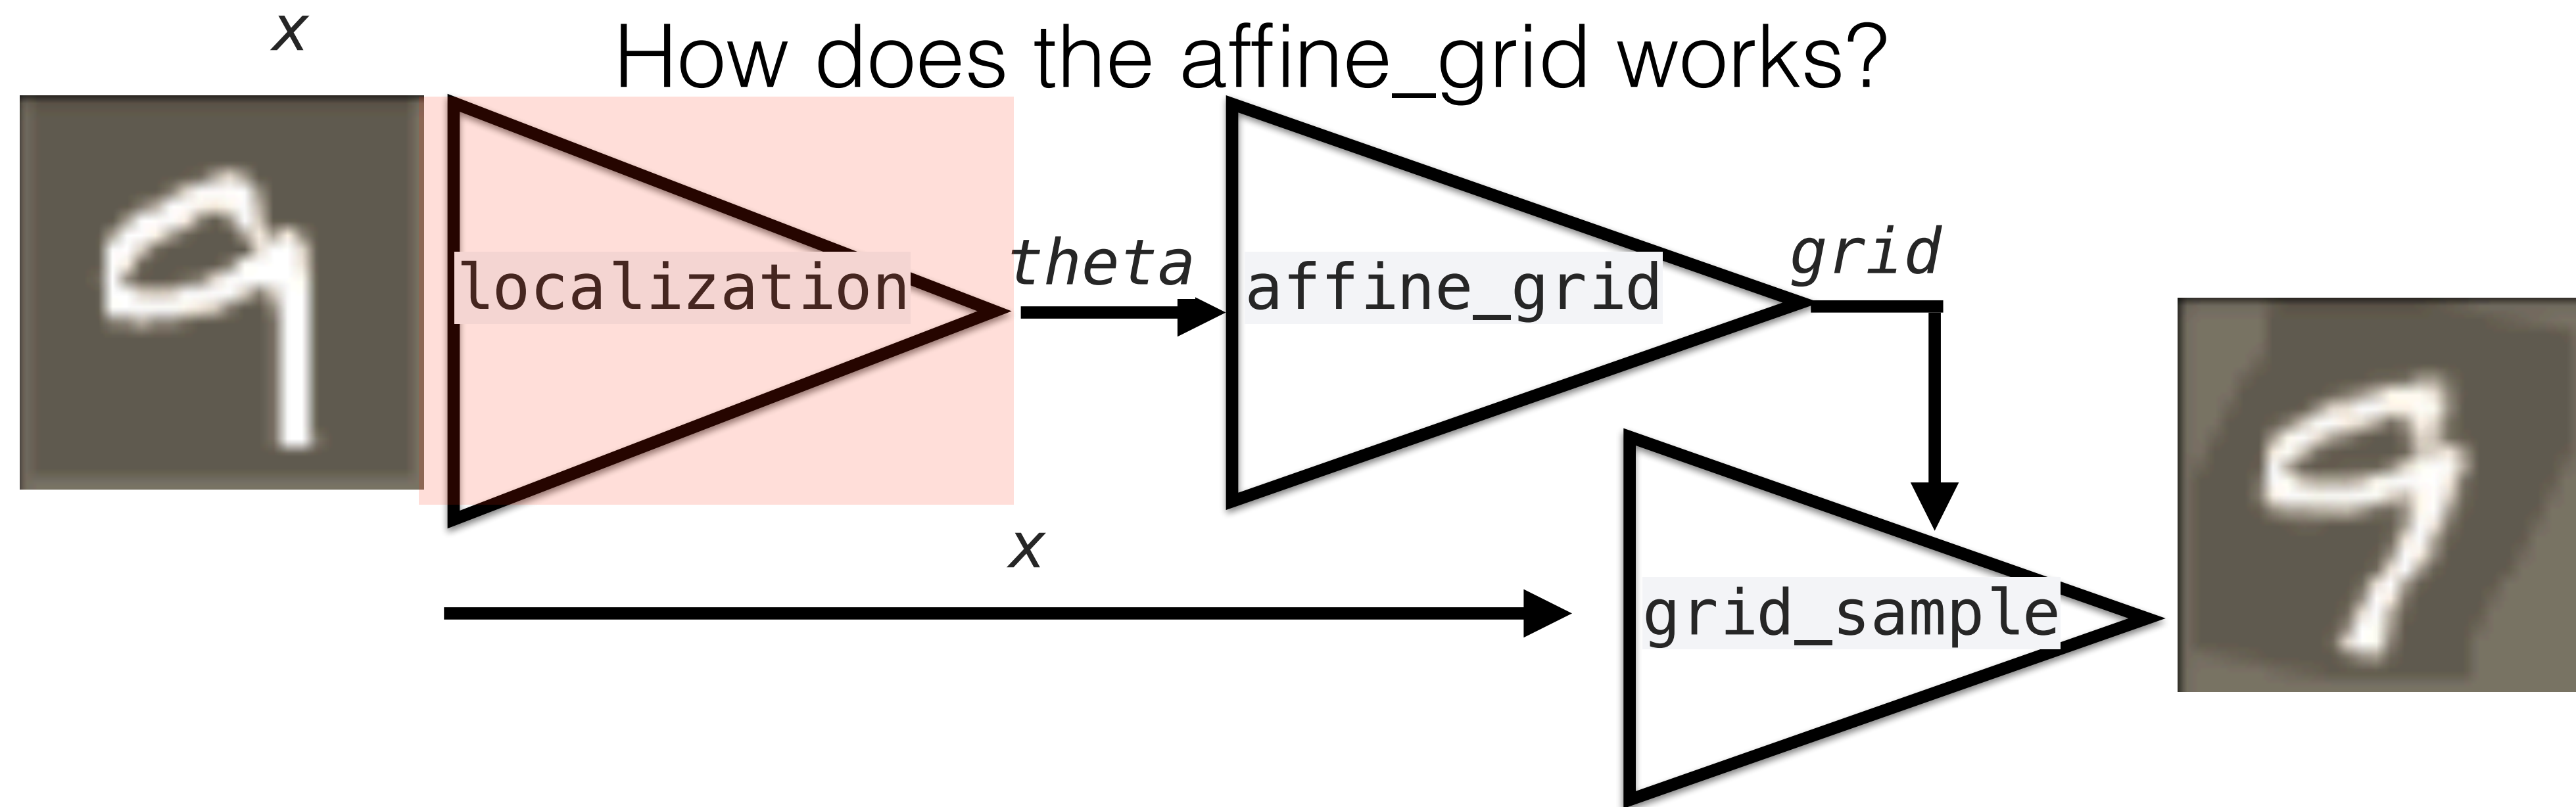 x
How does the affine_grid works?
localization
theta
affine_grid
grid
x
grid_sample